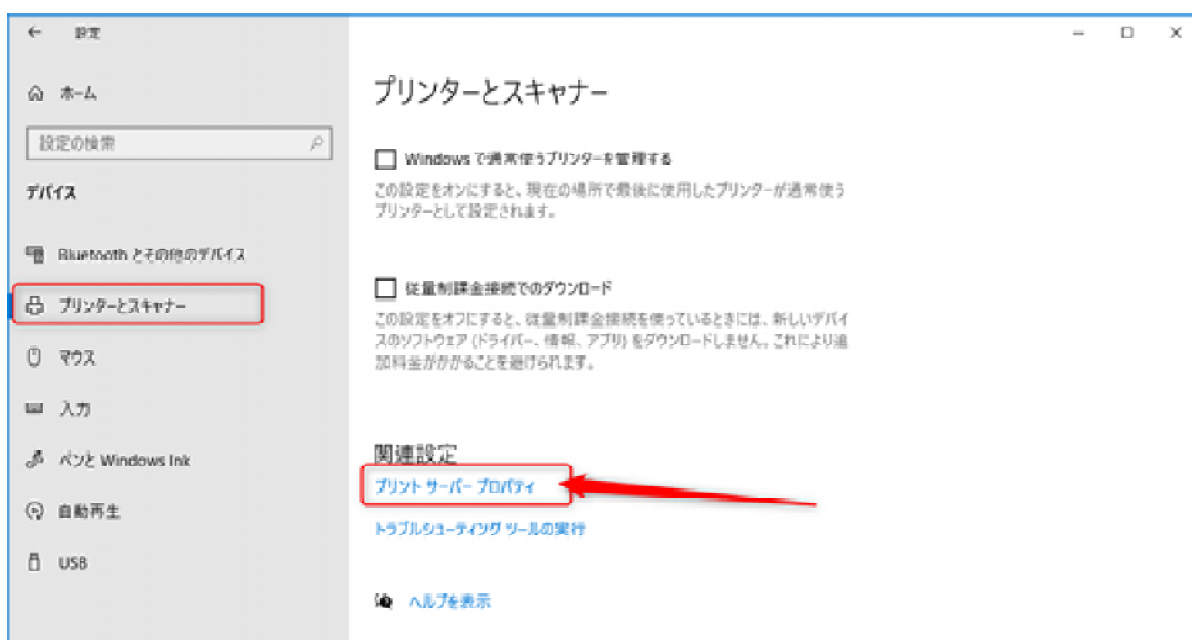 設定
ホーム
設定の検索
デバイス
Bluetooth とその他のデバイス
プリンターとスキャナー
マウス
入力
ペンと Windows Ink
自動再生
USB
プリンターとスキャナー
Windows で通常使うプリンターを管理する
この設定をオンにすると、現在の場所で最後に使用したプリンターが通常使う
プリンターとして設定されます。
従量制課金接続でのダウンロード
この設定をオフにすると、従量制課金接続を使っているときには、新しいデバイ
スのソフトウェア (ドライバー、情報、アプリ) をダウンロードしません。これにより追
加料金がかかることを避けられます。
関連設定
プリント サーバー プロパティ
トラブルシューティング ツールの実行
ヘルプを表示